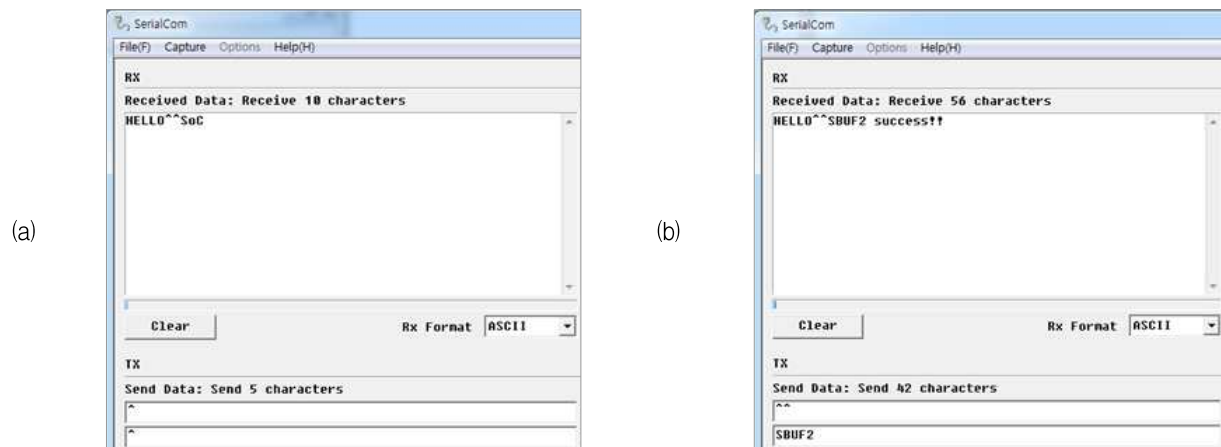 (a)
SerialCom
File(F) Capture Options Help(H)
RX
Received Data: Receive 10 characters
HELLO^^SoC
Clear
Rx Format ASCII
TX
Send Data: Send 5 characters
^
^
(b)
SerialCom
File(F) Capture Options Help(H)
RX
Received Data: Receive 56 characters
HELLO^^SBUF2 success!!
Clear
Rx Format ASCII
TX
Send Data: Send 42 characters
^^
SBUF2